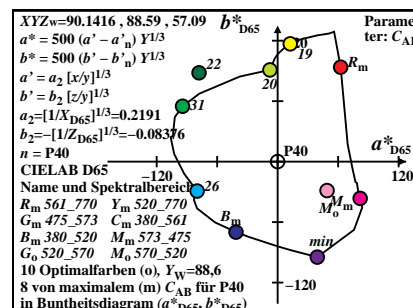 XYZw=90.1416, 88.59, 57.09
a* = 500 (a' – a'n) Y1/3
b* = 500 (b' – b'n) Y1/3
a' = a2 [x/y]1/3
b' = b2 [z/y]1/3
a2=[1/XD65]1/3=0.2191
b2=–[1/ZD65]1/3=-0.08376
n = P40
CIELAB D65
Name und Spektralbereich
Rm 561_770 Ym 520_770
Gm 475_573 Cm 380_561
Bm 380_520 Mm 573_475
Go 520_570 Mo 570_520
10 Optimalfarben (o), YW=88,6
8 von maximalem (m) CAB für P40
in Buntheitsdiagram (a*D65, b*D65)
b*D65
Parame
ter: CA
19
22
20
Rm
31
P40
a*D65
-120
120
26
Mo
Mm
Bm
min
-120